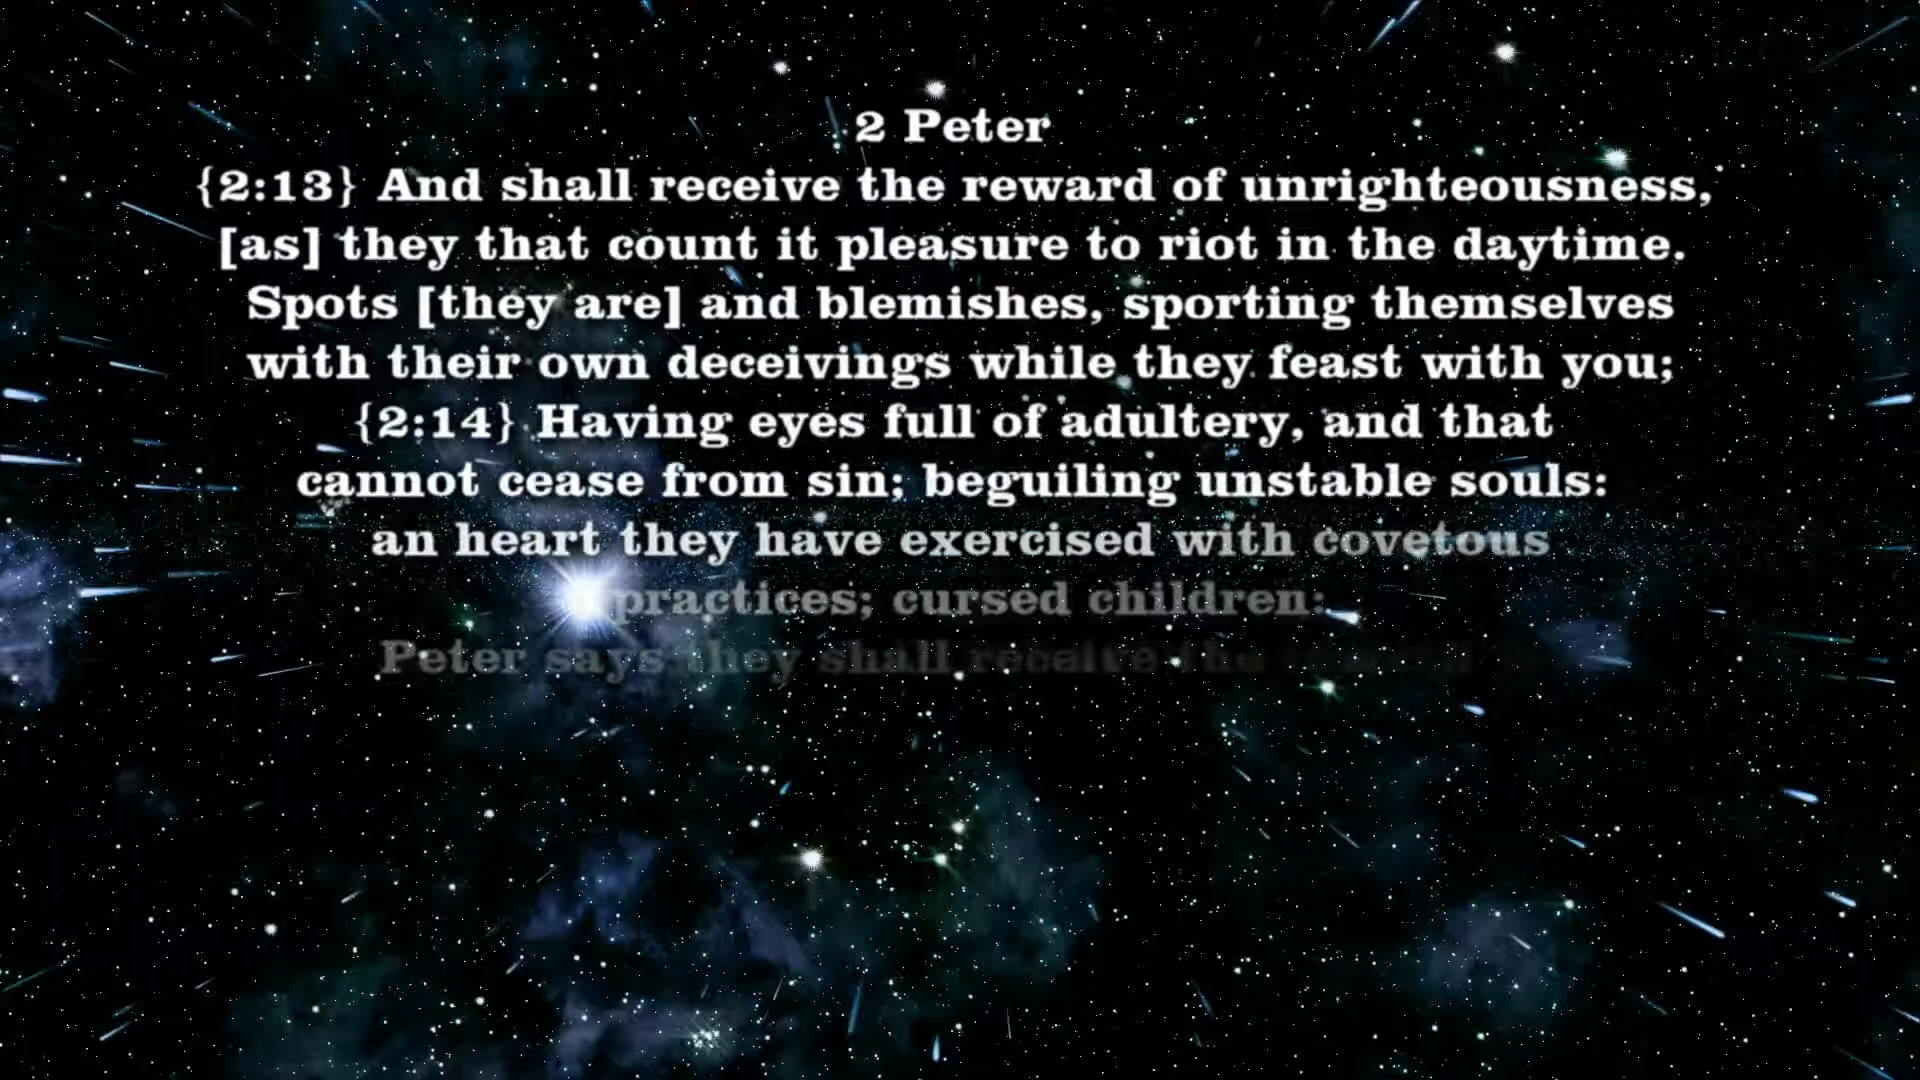 2 Peter
{2:13} And shall receive the reward of unrighteousness,
[as] they that count it pleasure to riot in the daytime.
Spots [they are] and blemishes, sporting themselves
with their own deceivings while they feast with you;
{2:14} Having eyes full of adultery, and that
cannot cease from sin; beguiling unstable souls:
an heart they have exercised with covetous
practices; cursed children:
Peter says they shall receive the